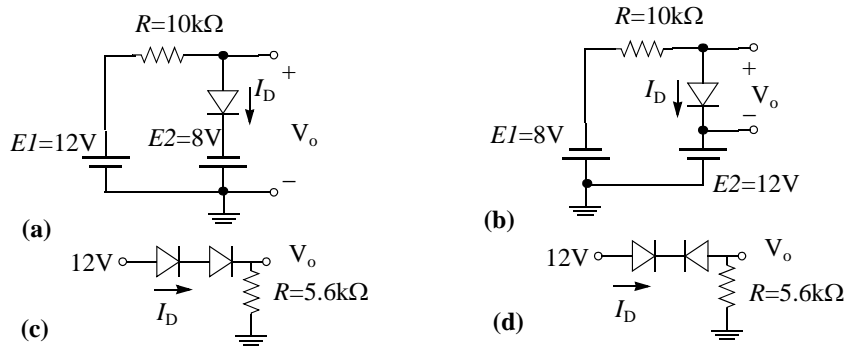 R=10kΩ
+
I_D
E1=12V
E2=8V
V_o
−
(a)
R=10kΩ
+
I_D
V_o
−
E1=8V
E2=12V
(b)
12V
V_o
I_D
R=5.6kΩ
(c)
12V
V_o
I_D
R=5.6kΩ
(d)